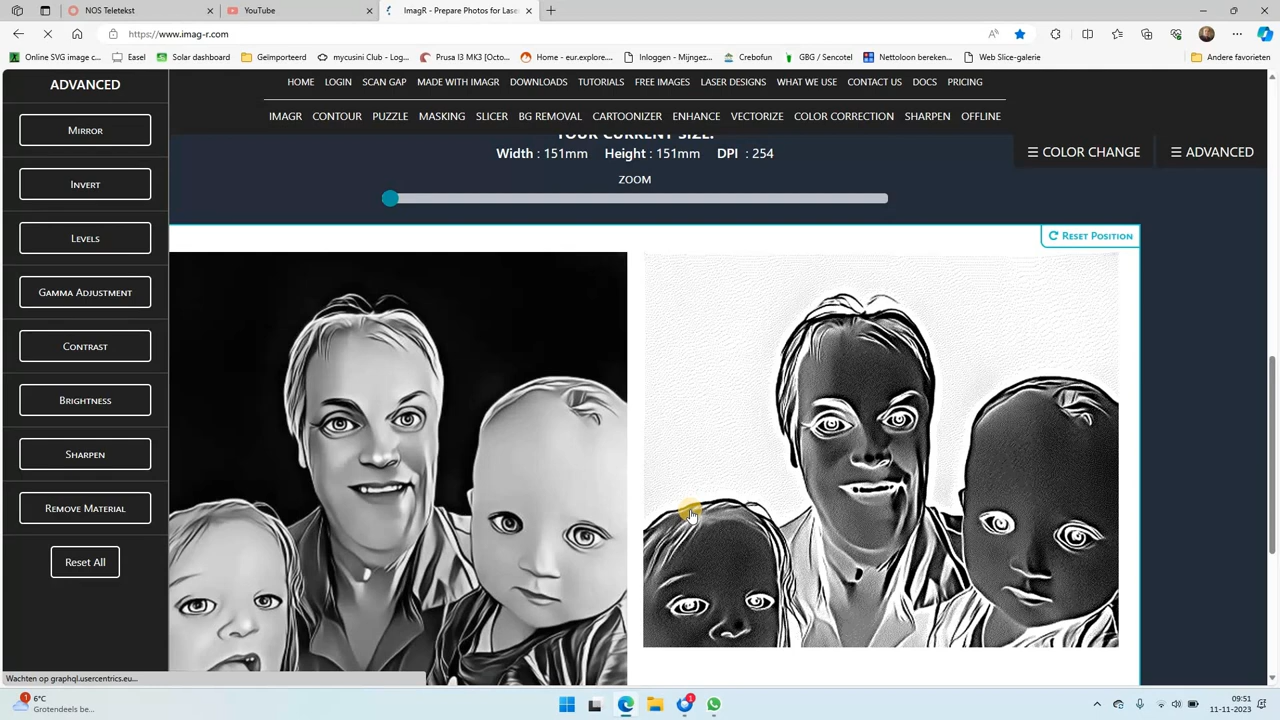 NOS Teletekst
YouTube
ImagR - Prepare Photos for Lase
https://www.imag-r.com
Online SVG image c...
Easel
Solar dashboard
Geïmporteerd
mycusini Club - Log...
Prusa I3 MK3 [Octo...
Home - eur.explore...
Inloggen - Mijngez...
Crebofun
GBG / Sencotel
Nettoloon bereken...
Web Slice-galerie
Andere favorieten
ADVANCED
HOME
LOGIN
SCAN GAP
MADE WITH IMAGR
DOWNLOADS
TUTORIALS
FREE IMAGES
LASER DESIGNS
WHAT WE USE
CONTACT US
DOCS
PRICING
IMAGR
CONTOUR
PUZZLE
MASKING
SLICER
BG REMOVAL
CARTOONIZER
ENHANCE
VECTORIZE
COLOR CORRECTION
SHARPEN
OFFLINE
YOUR CURRENT SIZE:
Width : 151mm Height : 151mm DPI : 254
☰ COLOR CHANGE
☰ ADVANCED
ZOOM
RESET POSITION
MIRROR
INVERT
LEVELS
GAMMA ADJUSTMENT
CONTRAST
BRIGHTNESS
SHARPEN
REMOVE MATERIAL
Reset All
Wachten op graphql.usercentrics.eu...
1
6°C
Grotendeels be...
1
09:51
11-11-2023